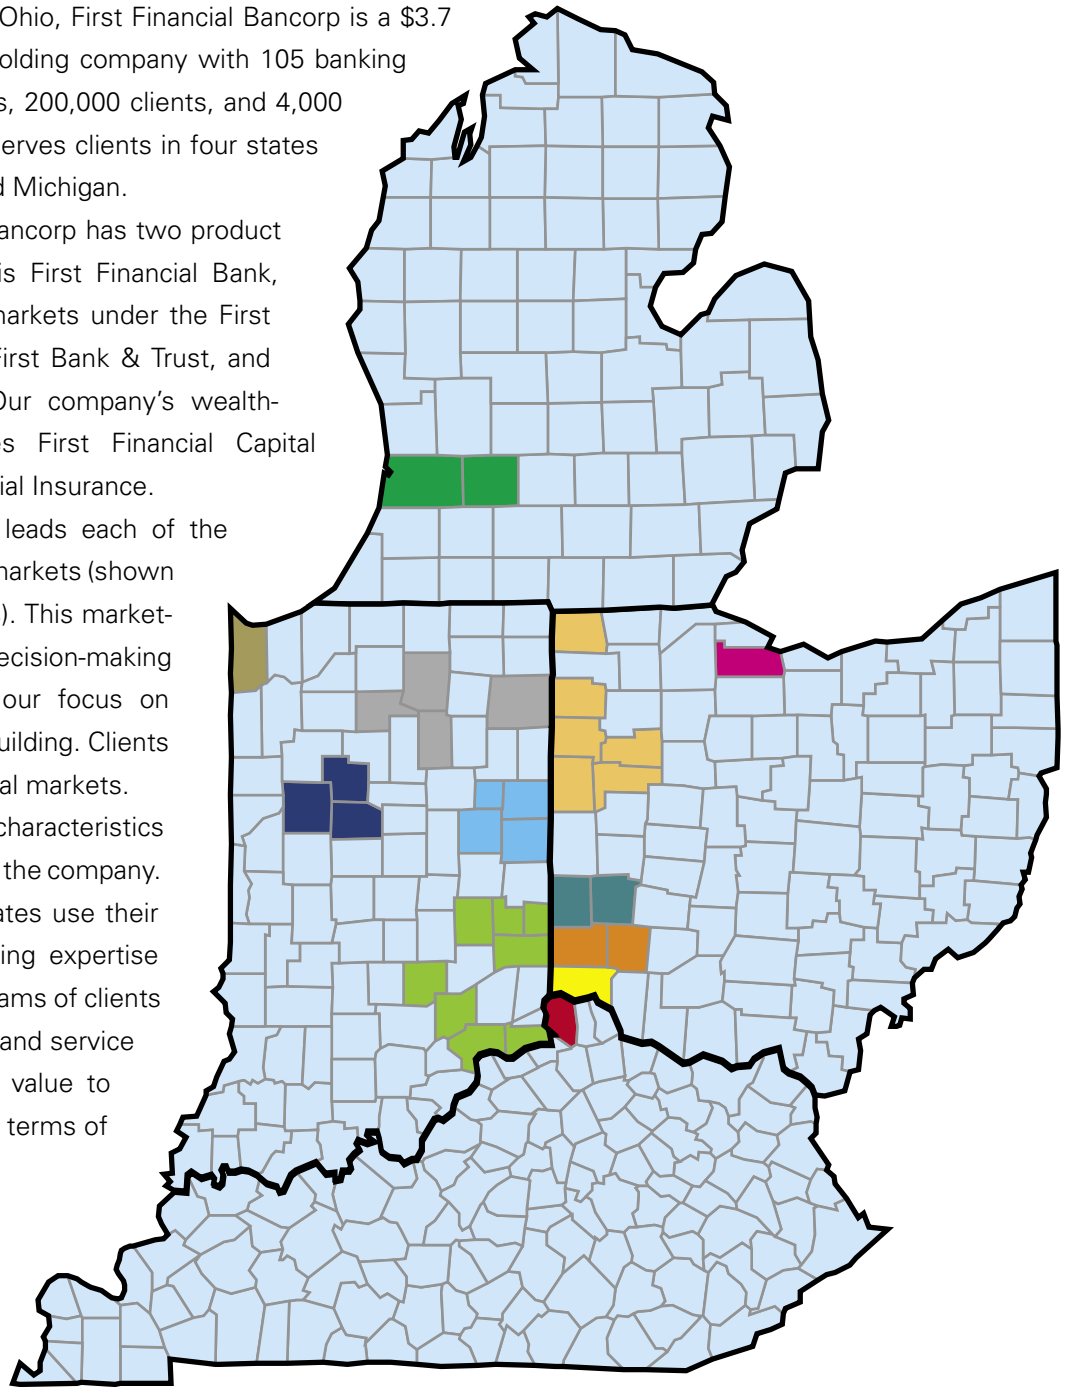 Ohio, First Financial Bancorp is a $3.7
olding company with 105 banking
s, 200,000 clients, and 4,000
erves clients in four states
d Michigan.
ancorp has two product
is First Financial Bank,
narkets under the First
First Bank & Trust, and
Our company’s wealth-
es First Financial Capital
ial Insurance.
leads each of the
narkets (shown
s). This market-
ecision-making
our focus on
uilding. Clients
al markets.
characteristics
the company.
ates use their
ing expertise
ams of clients
and service
value to
terms of